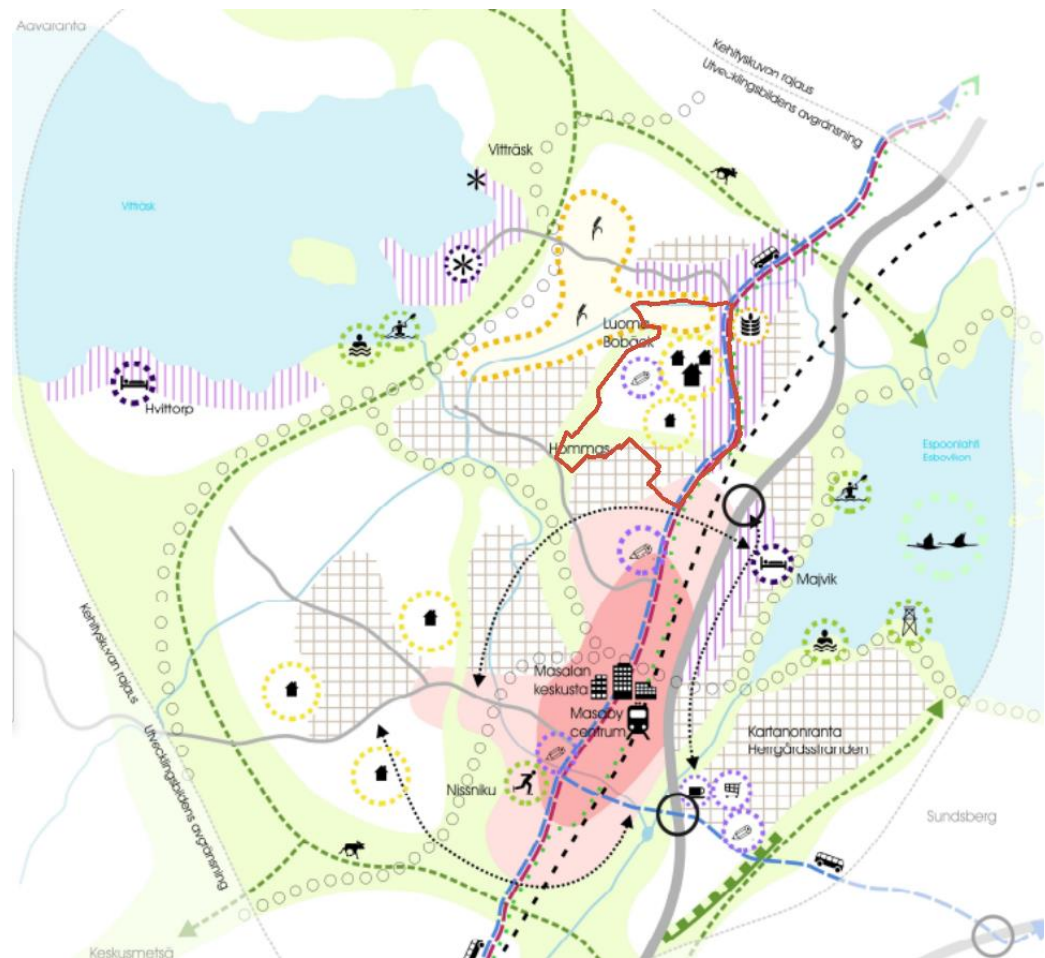 Aavaranta
Kehityskuvan rajaus
Utvecklingsbildens avgränsning
Vitträsk
Vitträsk
Luoma
Bobäck
Hvittorp
Hommas
Espoonlahti
Esboviken
Majvik
Kehityskuvan rajaus
Utvecklingsbildens avgränsning
Masalan
keskusta
Masaby
centrum
Kartanonranta
Herrgårdsstranden
Nissniku
Sundsberg
Keskusmetsä